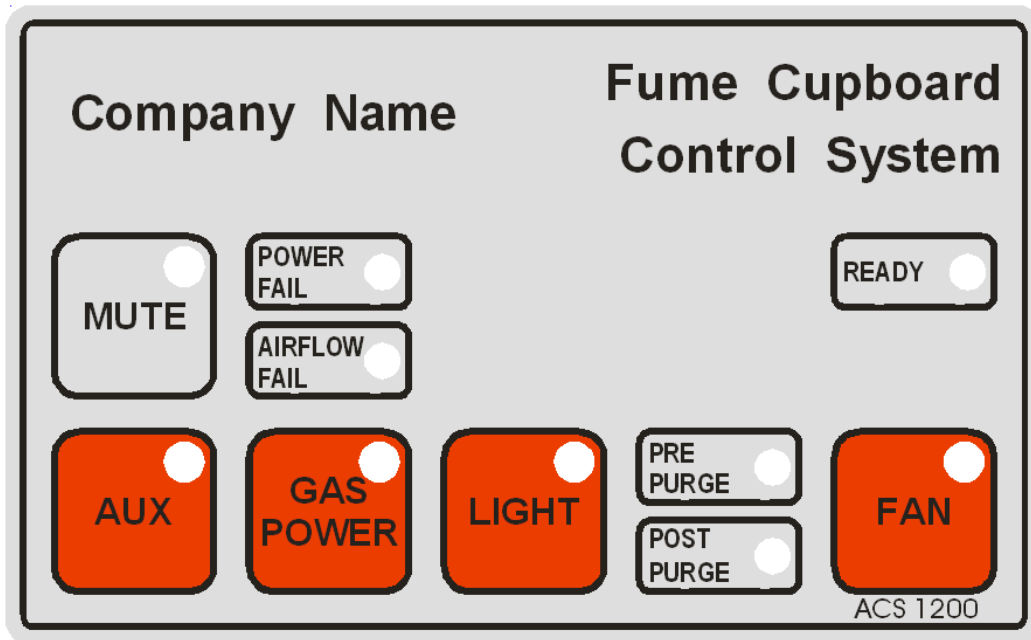 Company Name
Fume Cupboard
Control System
MUTE
POWER
FAIL
AIRFLOW
FAIL
READY
AUX
GAS
POWER
LIGHT
PRE
PURGE
POST
PURGE
FAN
ACS 1200